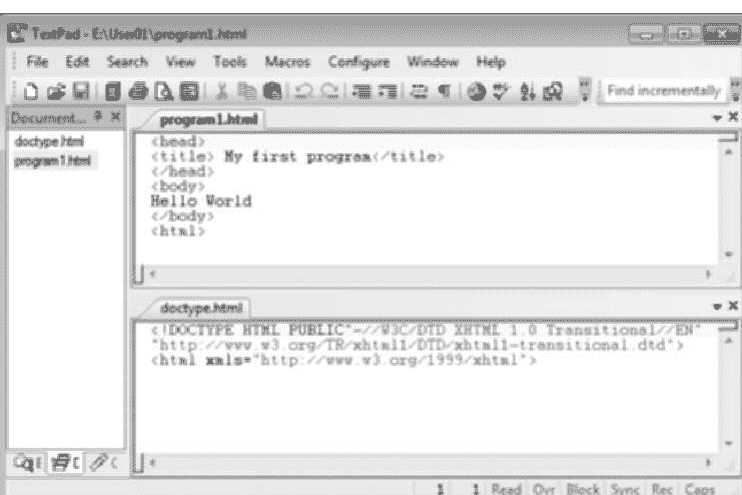 TextPad - E:\User01\program1.html
File Edit Search View Tools Macros Configure Window Help
Find incrementally
Document...
doctype.html
program1.html
program1.html
<head>
<title> My first program</title>
</head>
<body>
Hello World
</body>
<html>
doctype.html
<!DOCTYPE HTML PUBLIC"-//W3C/DTD XHTML 1.0 Transitional//EN"
"http://www.w3.org/TR/xhtml1/DTD/xhtml1-transitional.dtd">
<html xmls="http://www.w3.org/1999/xhtml">
1 1 Read Ovr Block Sync Rec Caps